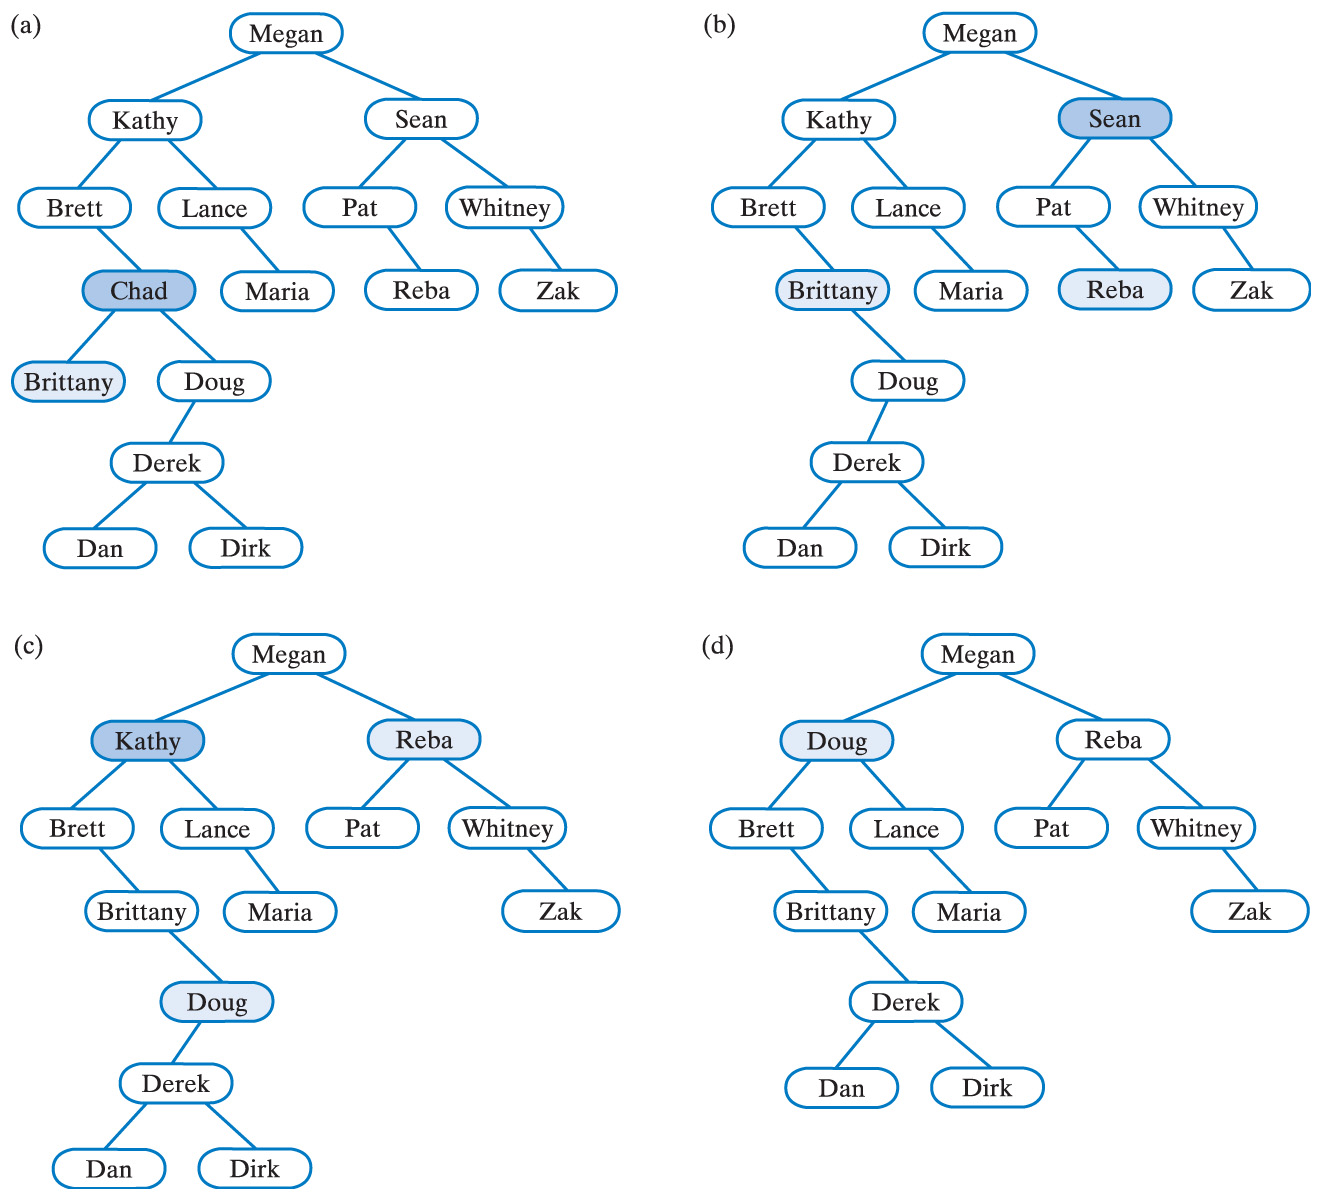 (a)
Megan
Kathy Sean
Brett Lance Pat Whitney
Chad Maria Reba Zak
Brittany Doug
Derek
Dan Dirk
(b)
Megan
Kathy Sean
Brett Lance Pat Whitney
Brittany Maria Reba Zak
Doug
Derek
Dan Dirk
(c)
Megan
Kathy Reba
Brett Lance Pat Whitney
Brittany Maria Zak
Doug
Derek
Dan Dirk
(d)
Megan
Doug Reba
Brett Lance Pat Whitney
Brittany Maria Zak
Derek
Dan Dirk